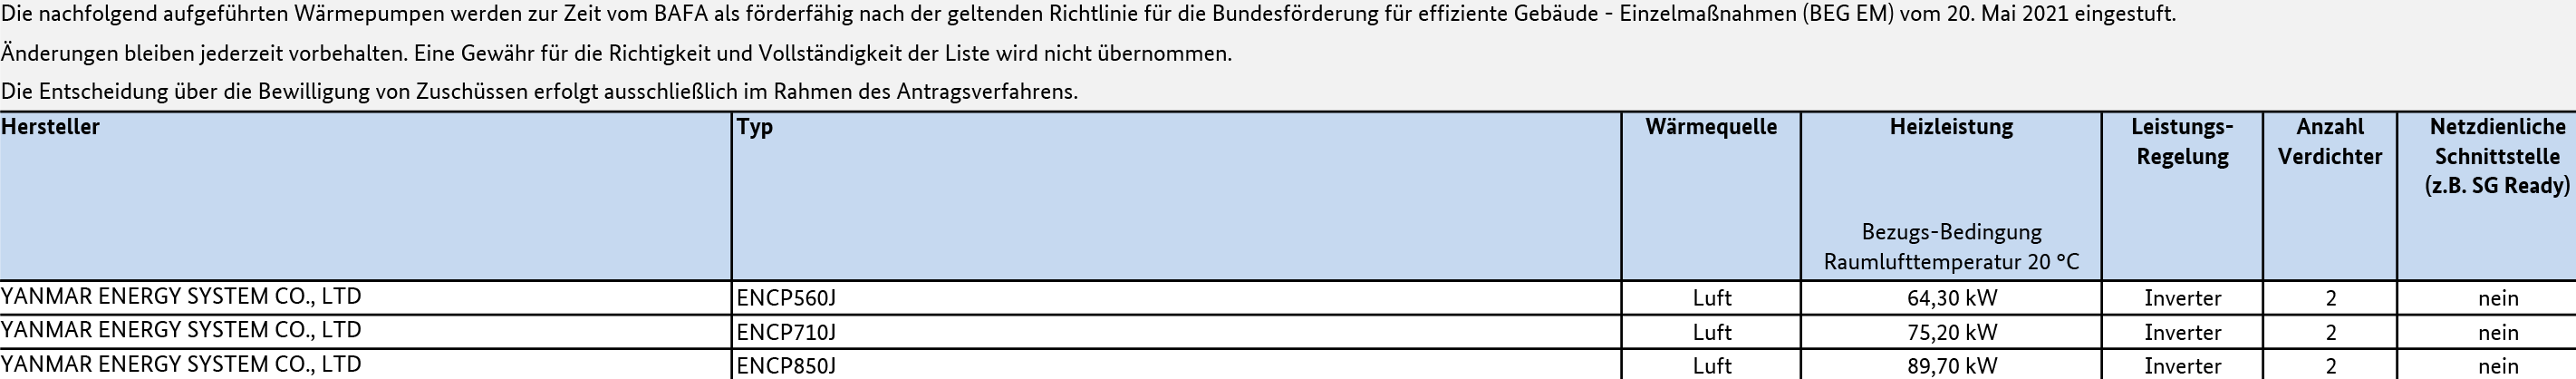 Die nachfolgend aufgeführten Wärmepumpen werden zur Zeit vom BAFA als förderfähig nach der geltenden Richtlinie für die Bundesförderung für effiziente Gebäude - Einzelmaßnahmen (BEG EM) vom 20. Mai 2021 eingestuft.
Änderungen bleiben jederzeit vorbehalten. Eine Gewähr für die Richtigkeit und Vollständigkeit der Liste wird nicht übernommen.
Die Entscheidung über die Bewilligung von Zuschüssen erfolgt ausschließlich im Rahmen des Antragsverfahrens.
Hersteller Typ Wärmequelle Heizleistung Leistungs- Anzahl Netzdienliche
Regelung Verdichter Schnittstelle
(z.B. SG Ready)
Bezugs-Bedingung
Raumlufttemperatur 20 °C
YANMAR ENERGY SYSTEM CO., LTD ENCP560J Luft 64,30 kW Inverter 2 nein
YANMAR ENERGY SYSTEM CO., LTD ENCP710J Luft 75,20 kW Inverter 2 nein
YANMAR ENERGY SYSTEM CO., LTD ENCP850J Luft 89,70 kW Inverter 2 nein